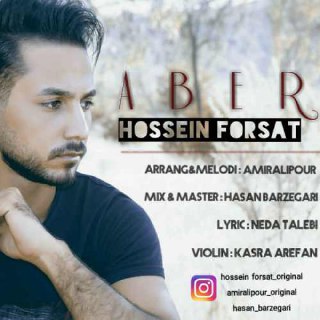 ABER
HOSSEIN FORSAT
ARRANG&MELODI : AMIRALIPOUR
MIX & MASTER : HASAN BARZEGARI
LYRIC : NEDA TALEBI
VIOLIN : KASRA AREFAN
hossein forsat_original
amiralipour_original
hasan_barzegari